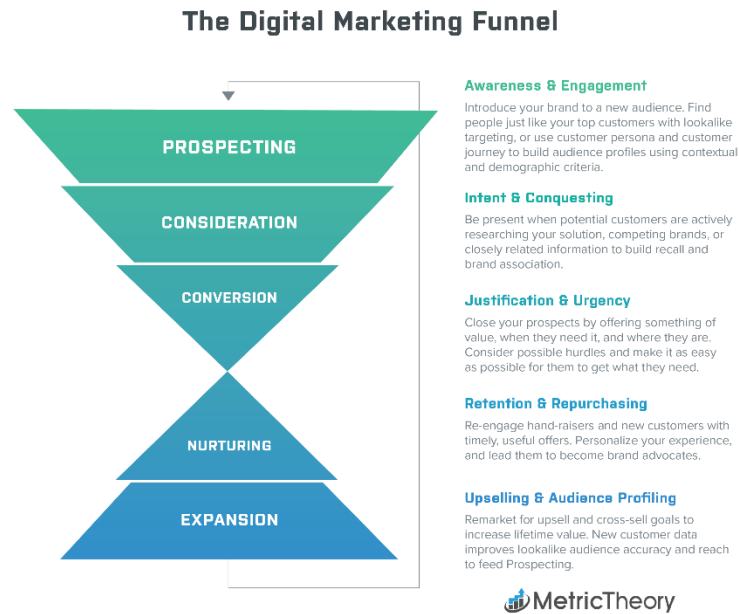 The Digital Marketing Funnel
PROSPECTING
Awareness & Engagement
Introduce your brand to a new audience. Find
people just like your top customers with lookalike
targeting, or use customer persona and customer
journey to build audience profiles using contextual
and demographic criteria.
CONSIDERATION
Intent & Conquesting
Be present when potential customers are actively
researching your solution, competing brands, or
closely related information to build recall and
brand association.
CONVERSION
Justification & Urgency
Close your prospects by offering something of
value, when they need it, and where they are.
Consider possible hurdles and make it as easy
as possible for them to get what they need.
NURTURING
Retention & Repurchasing
Re-engage hand-raisers and new customers with
timely, useful offers. Personalize your experience,
and lead them to become brand advocates.
EXPANSION
Upselling & Audience Profiling
Remarket for upsell and cross-sell goals to
increase lifetime value. New customer data
improves lookalike audience accuracy and reach
to feed Prospecting.
MetricTheory